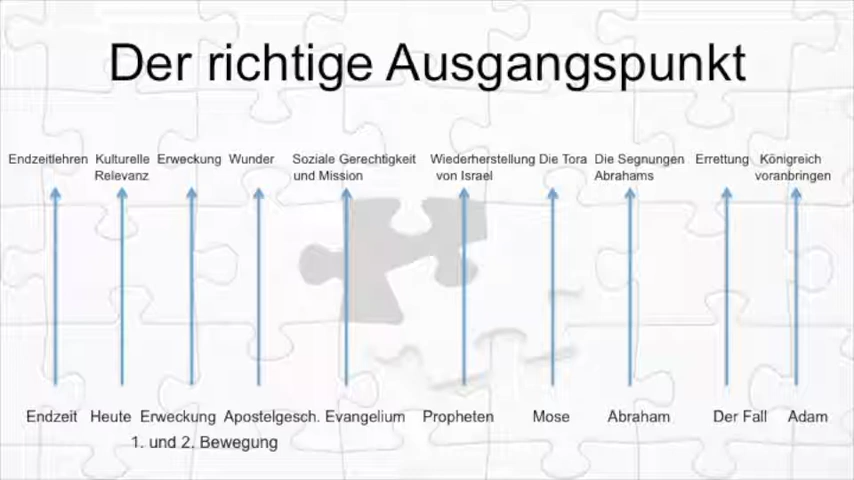 Der richtige Ausgangspunkt
Endzeitlehren Kulturelle Erweckung Wunder Soziale Gerechtigkeit Wiederherstellung Die Tora Die Segnungen Errettung Königreich
Relevanz und Mission von Israel Abrahams voranbringen
Endzeit Heute Erweckung Apostelgesch. Evangelium Propheten Mose Abraham Der Fall Adam
1. und 2. Bewegung